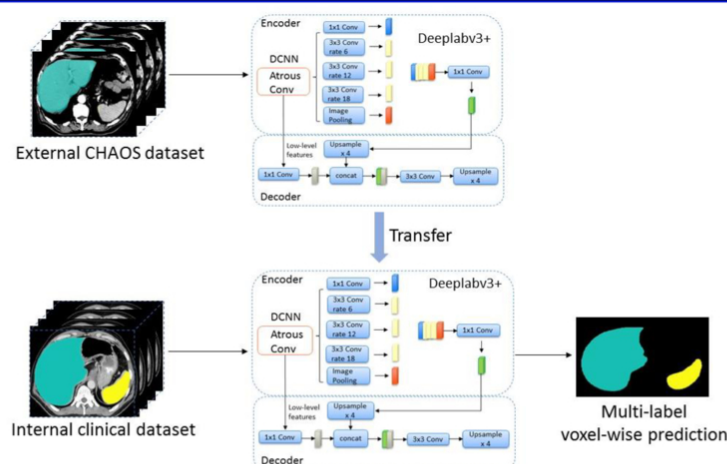 Encoder
Deeplabv3+
1x1 Conv
3x3 Conv
rate 6
DCNN
Atrous
Conv
3x3 Conv
rate 12
1x1 Conv
3x3 Conv
rate 18
Image
Pooling
External CHAOS dataset
Low-level
features
Upsample
x 4
1x1 Conv
concat
3x3 Conv
Upsample
x 4
Decoder
Transfer
Encoder
Deeplabv3+
1x1 Conv
3x3 Conv
rate 6
DCNN
Atrous
Conv
3x3 Conv
rate 12
1x1 Conv
3x3 Conv
rate 18
Image
Pooling
Internal clinical dataset
Low-level
features
Upsample
x 4
1x1 Conv
concat
3x3 Conv
Upsample
x 4
Decoder
Multi-label
voxel-wise prediction